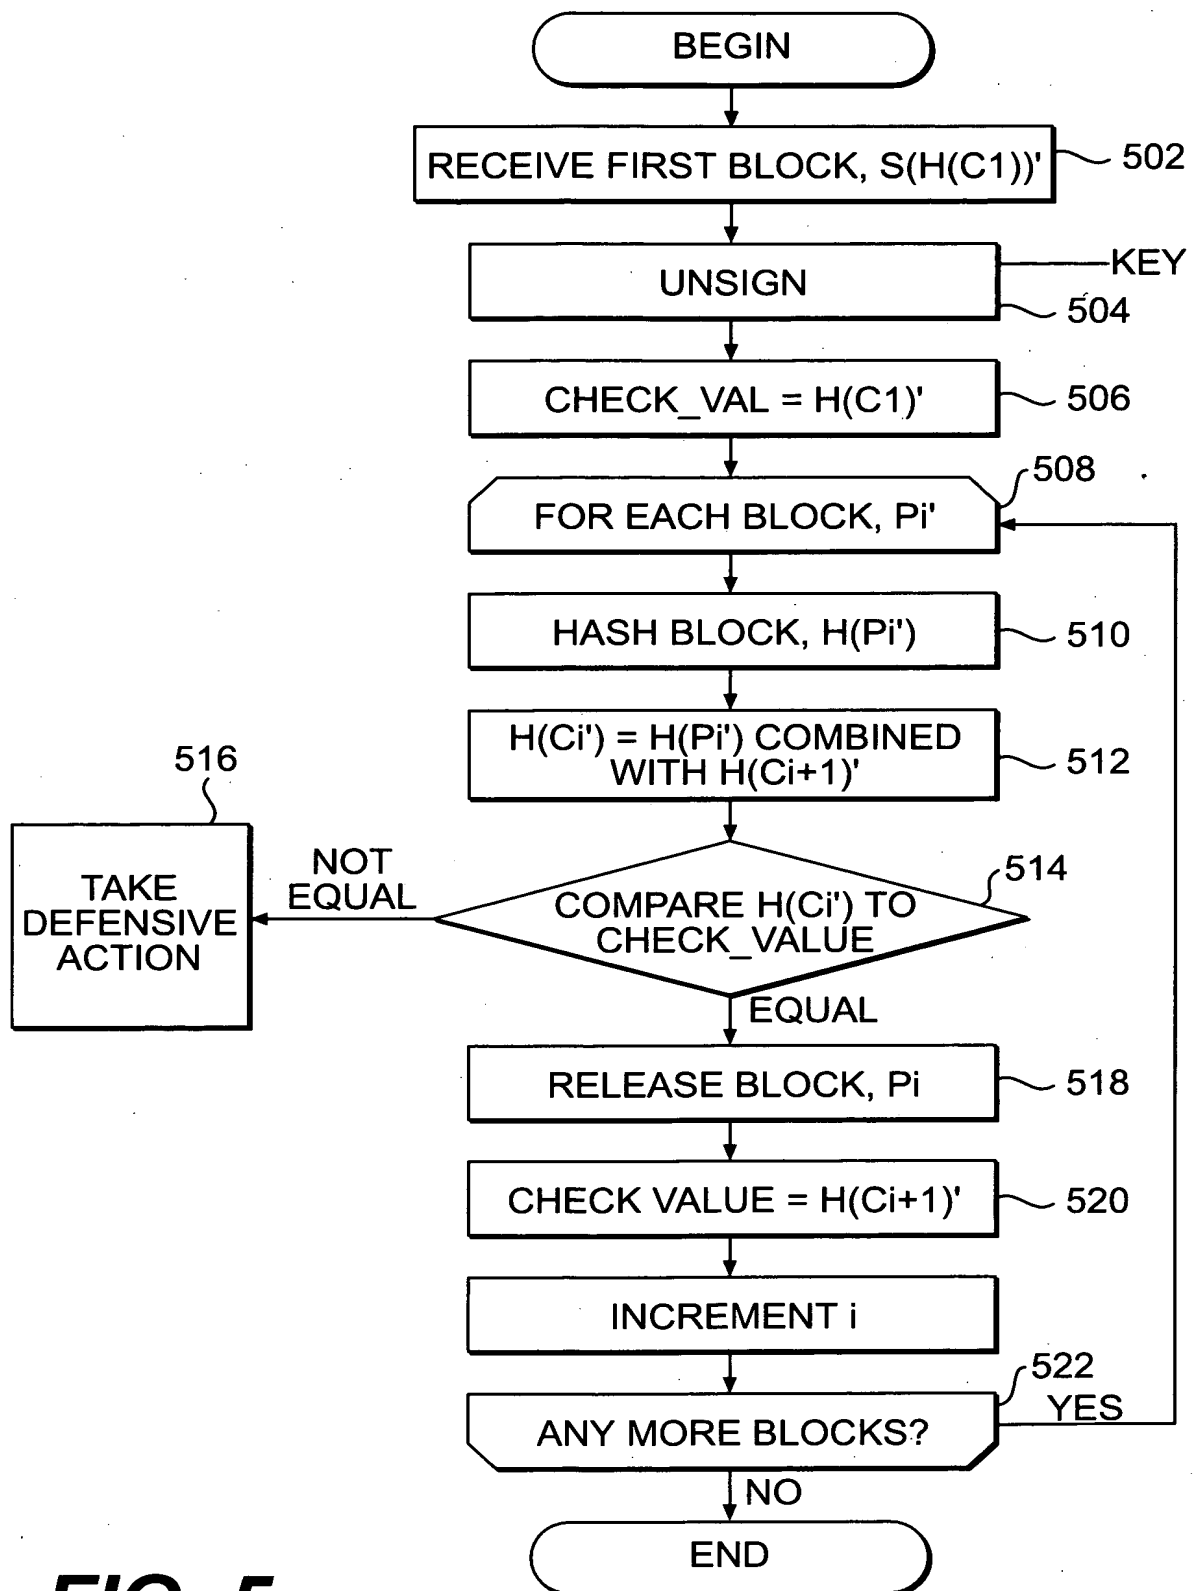 BEGIN
RECEIVE FIRST BLOCK, S(H(C1))'
502
UNSIGN
KEY
504
CHECK_VAL = H(C1)'
506
508
FOR EACH BLOCK, Pi'
HASH BLOCK, H(Pi')
510
H(Ci') = H(Pi') COMBINED
WITH H(Ci+1)'
512
516
TAKE
DEFENSIVE
ACTION
NOT
EQUAL
514
COMPARE H(Ci') TO
CHECK_VALUE
EQUAL
RELEASE BLOCK, Pi
518
CHECK VALUE = H(Ci+1)'
520
INCREMENT i
522
ANY MORE BLOCKS?
YES
NO
END
FIG. 5